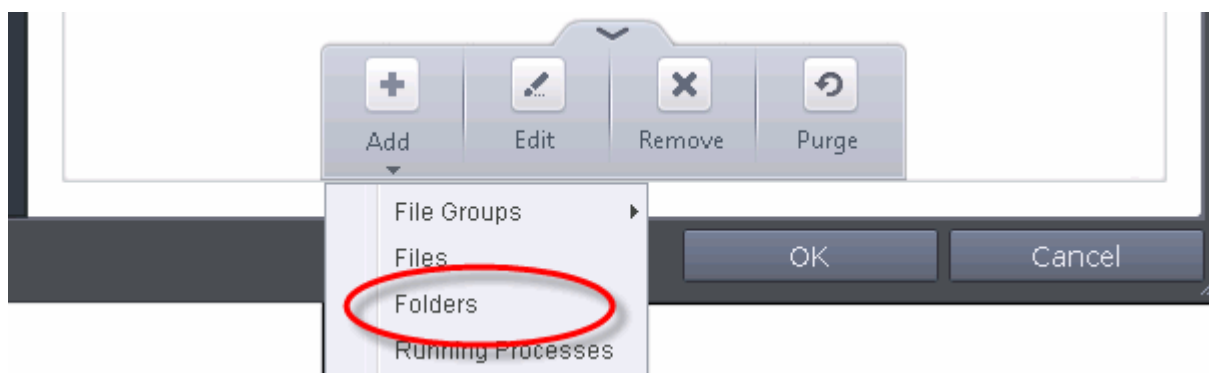 Add Edit Remove Purge
File Groups
Files
OK Cancel
Folders
Running Processes